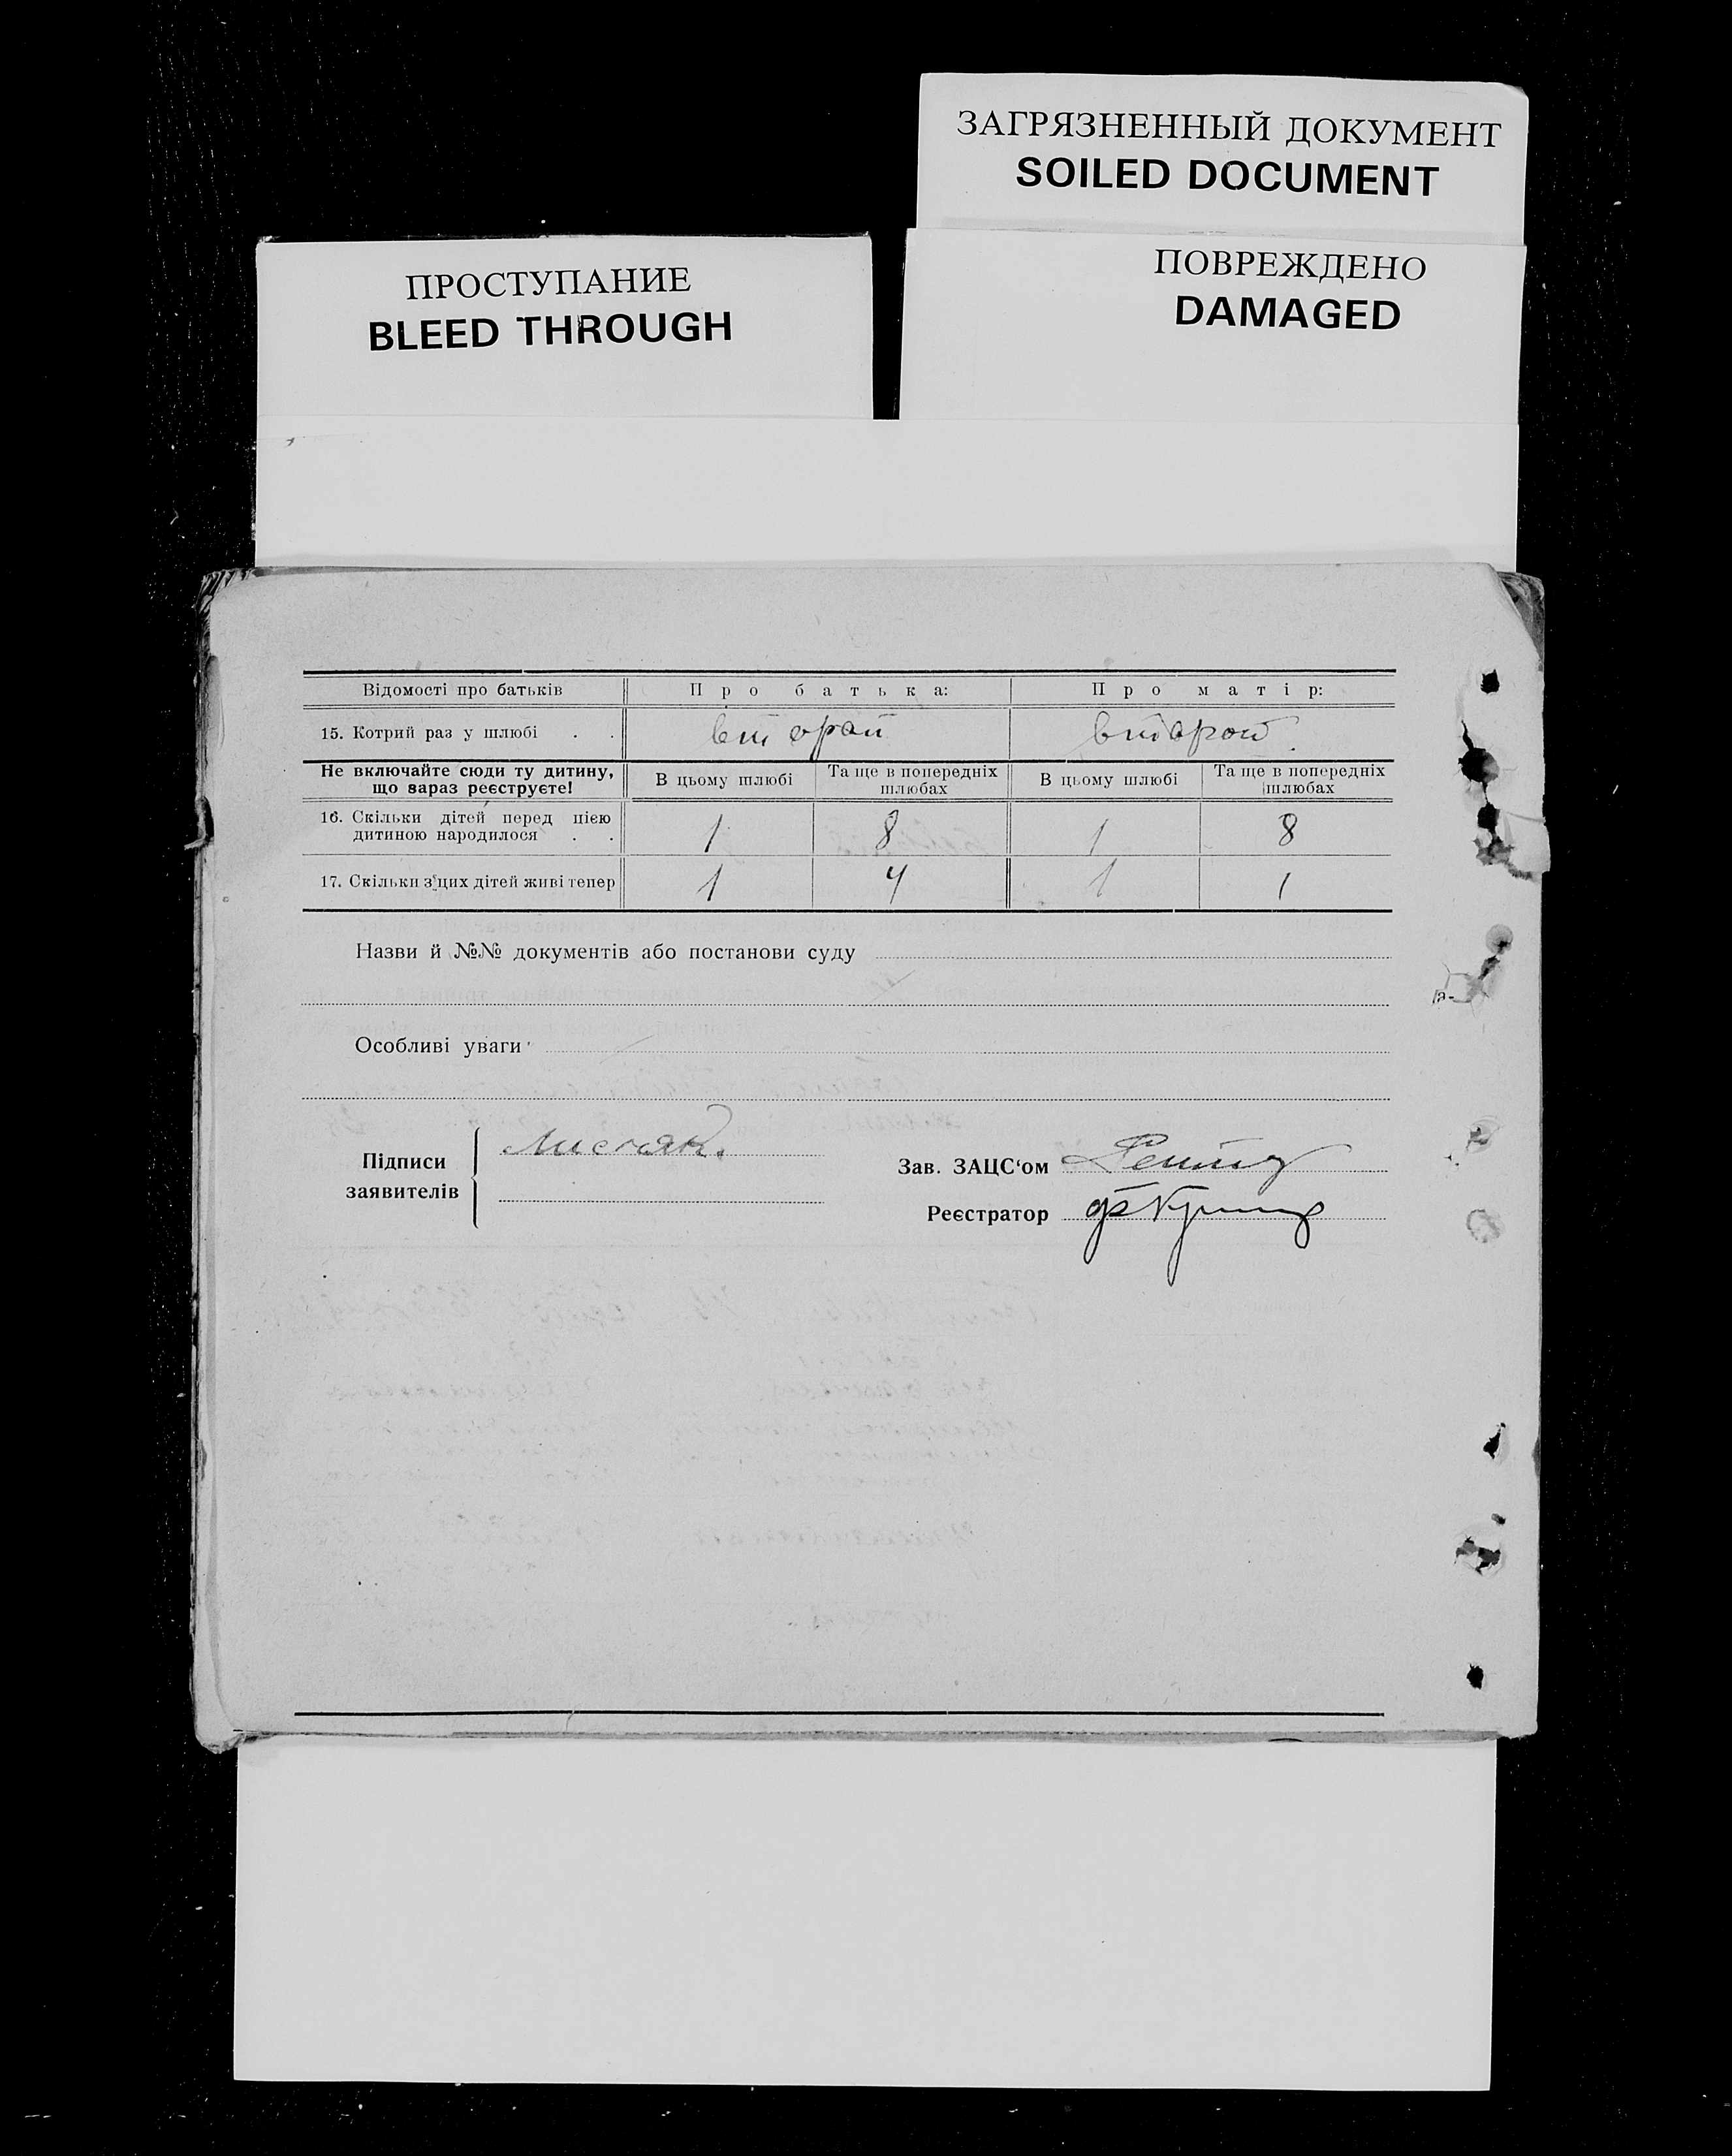 ЗАГРЯЗНЕННЫЙ ДОКУМЕНТ
SOILED DOCUMENT
ПРОСТУПАНИЕ
BLEED THROUGH
ПОВРЕЖДЕНО
DAMAGED
Відомості про батьків Про батька: Про матір:
15. Котрий раз у шлюбі . . второй второй
Не включайте сюди ту дитину, що зараз реєструєте! В цьому шлюбі Та ще в попередніх шлюбах В цьому шлюбі Та ще в попередніх шлюбах
16. Скільки дітей перед цією дитиною народилося . . 1 8 1 8
17. Скільки з цих дітей живі тепер 1 4 1 1
Назви й №№ документів або постанови суду
Особливі уваги
Підписи заявителів
Зав. ЗАЦС‘ом
Реєстратор